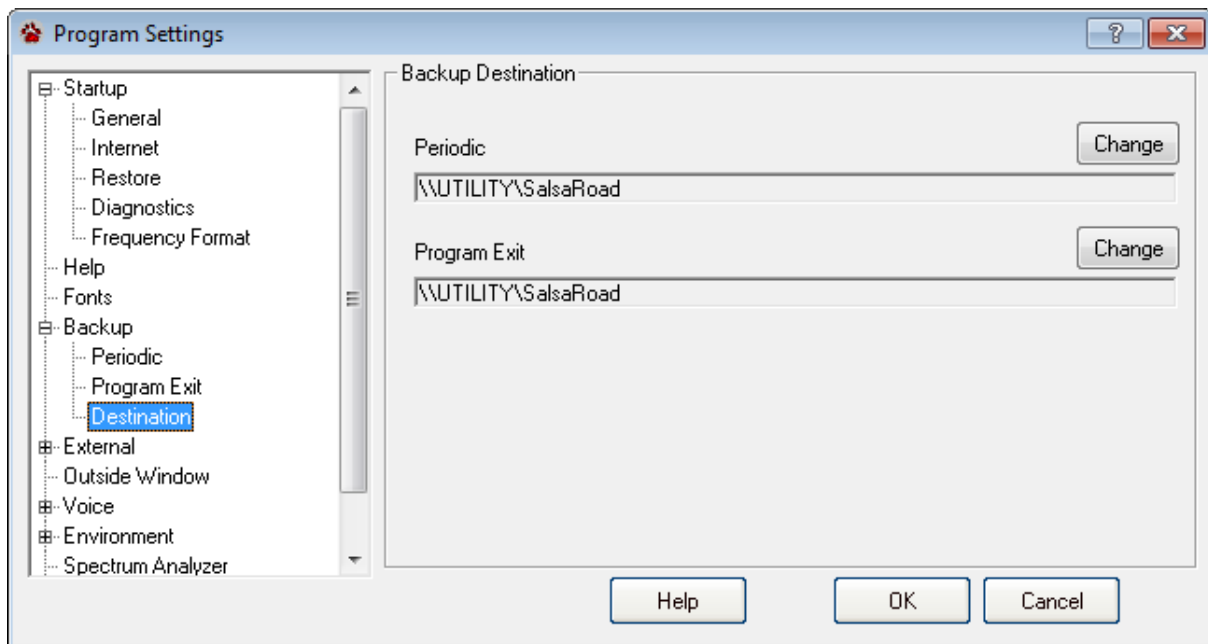 Program Settings
Startup
General
Internet
Restore
Diagnostics
Frequency Format
Help
Fonts
Backup
Periodic
Program Exit
Destination
External
Outside Window
Voice
Environment
Spectrum Analyzer
Backup Destination
Periodic
Change
\\UTILITY\SalsaRoad
Program Exit
Change
\\UTILITY\SalsaRoad
Help
OK
Cancel